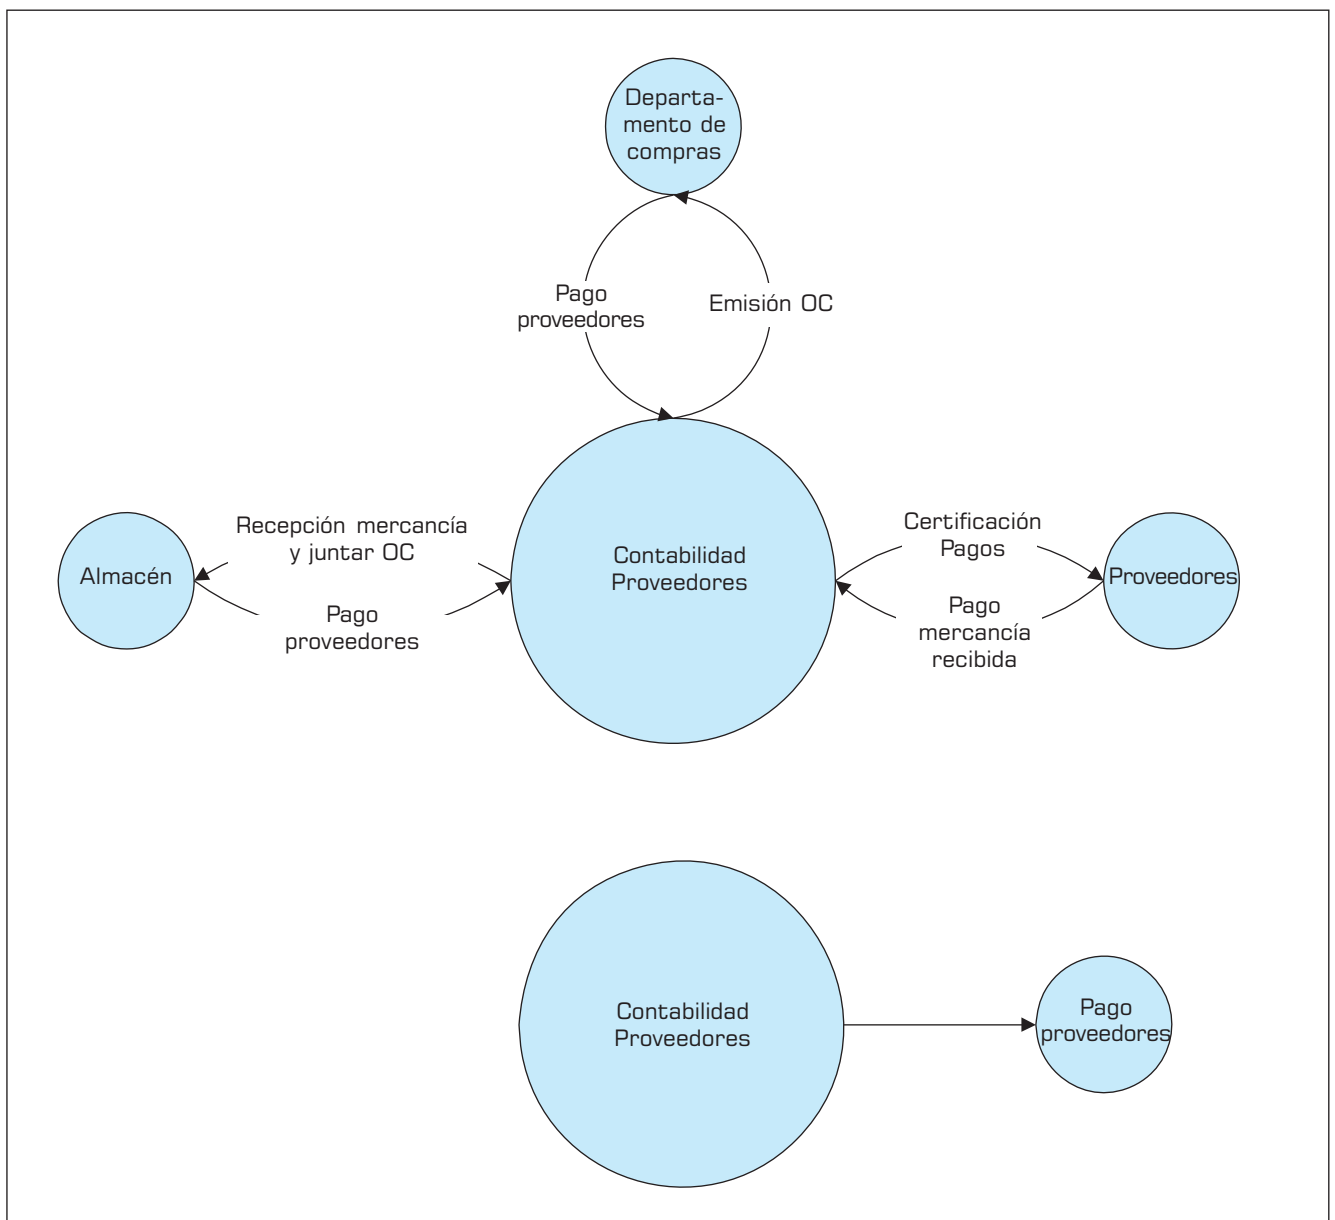 Departa-
mento de
compras
Pago
proveedores
Emisión OC
Recepción mercancía
y juntar OC
Almacén
Pago
proveedores
Contabilidad
Proveedores
Certificación
Pagos
Proveedores
Pago
mercancía
recibida
Contabilidad
Proveedores
Pago
proveedores